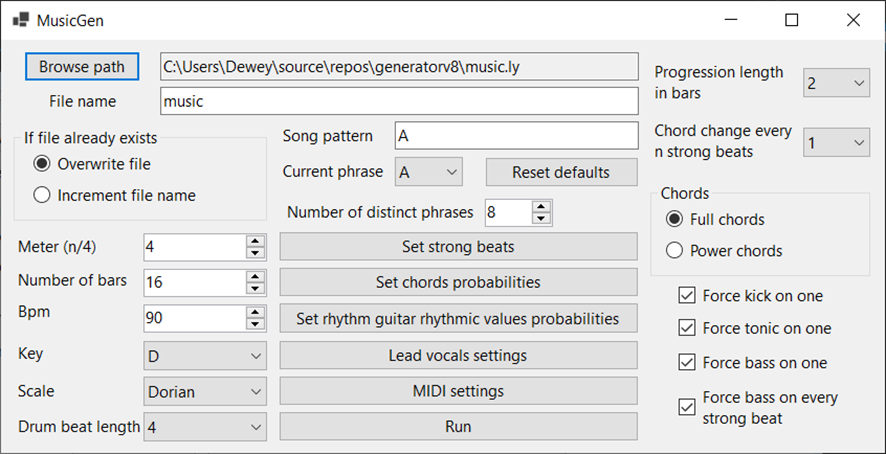 MusicGen
Browse path
C:\Users\Dewey\source\repos\generatorv8\music.ly
File name
music
If file already exists
Overwrite file
Increment file name
Song pattern
A
Current phrase
A
Reset defaults
Number of distinct phrases
8
Meter (n/4)
4
Number of bars
16
Bpm
90
Key
D
Scale
Dorian
Drum beat length
4
Set strong beats
Set chords probabilities
Set rhythm guitar rhythmic values probabilities
Lead vocals settings
MIDI settings
Run
Progression length
in bars
2
Chord change every
n strong beats
1
Chords
Full chords
Power chords
Force kick on one
Force tonic on one
Force bass on one
Force bass on every
strong beat